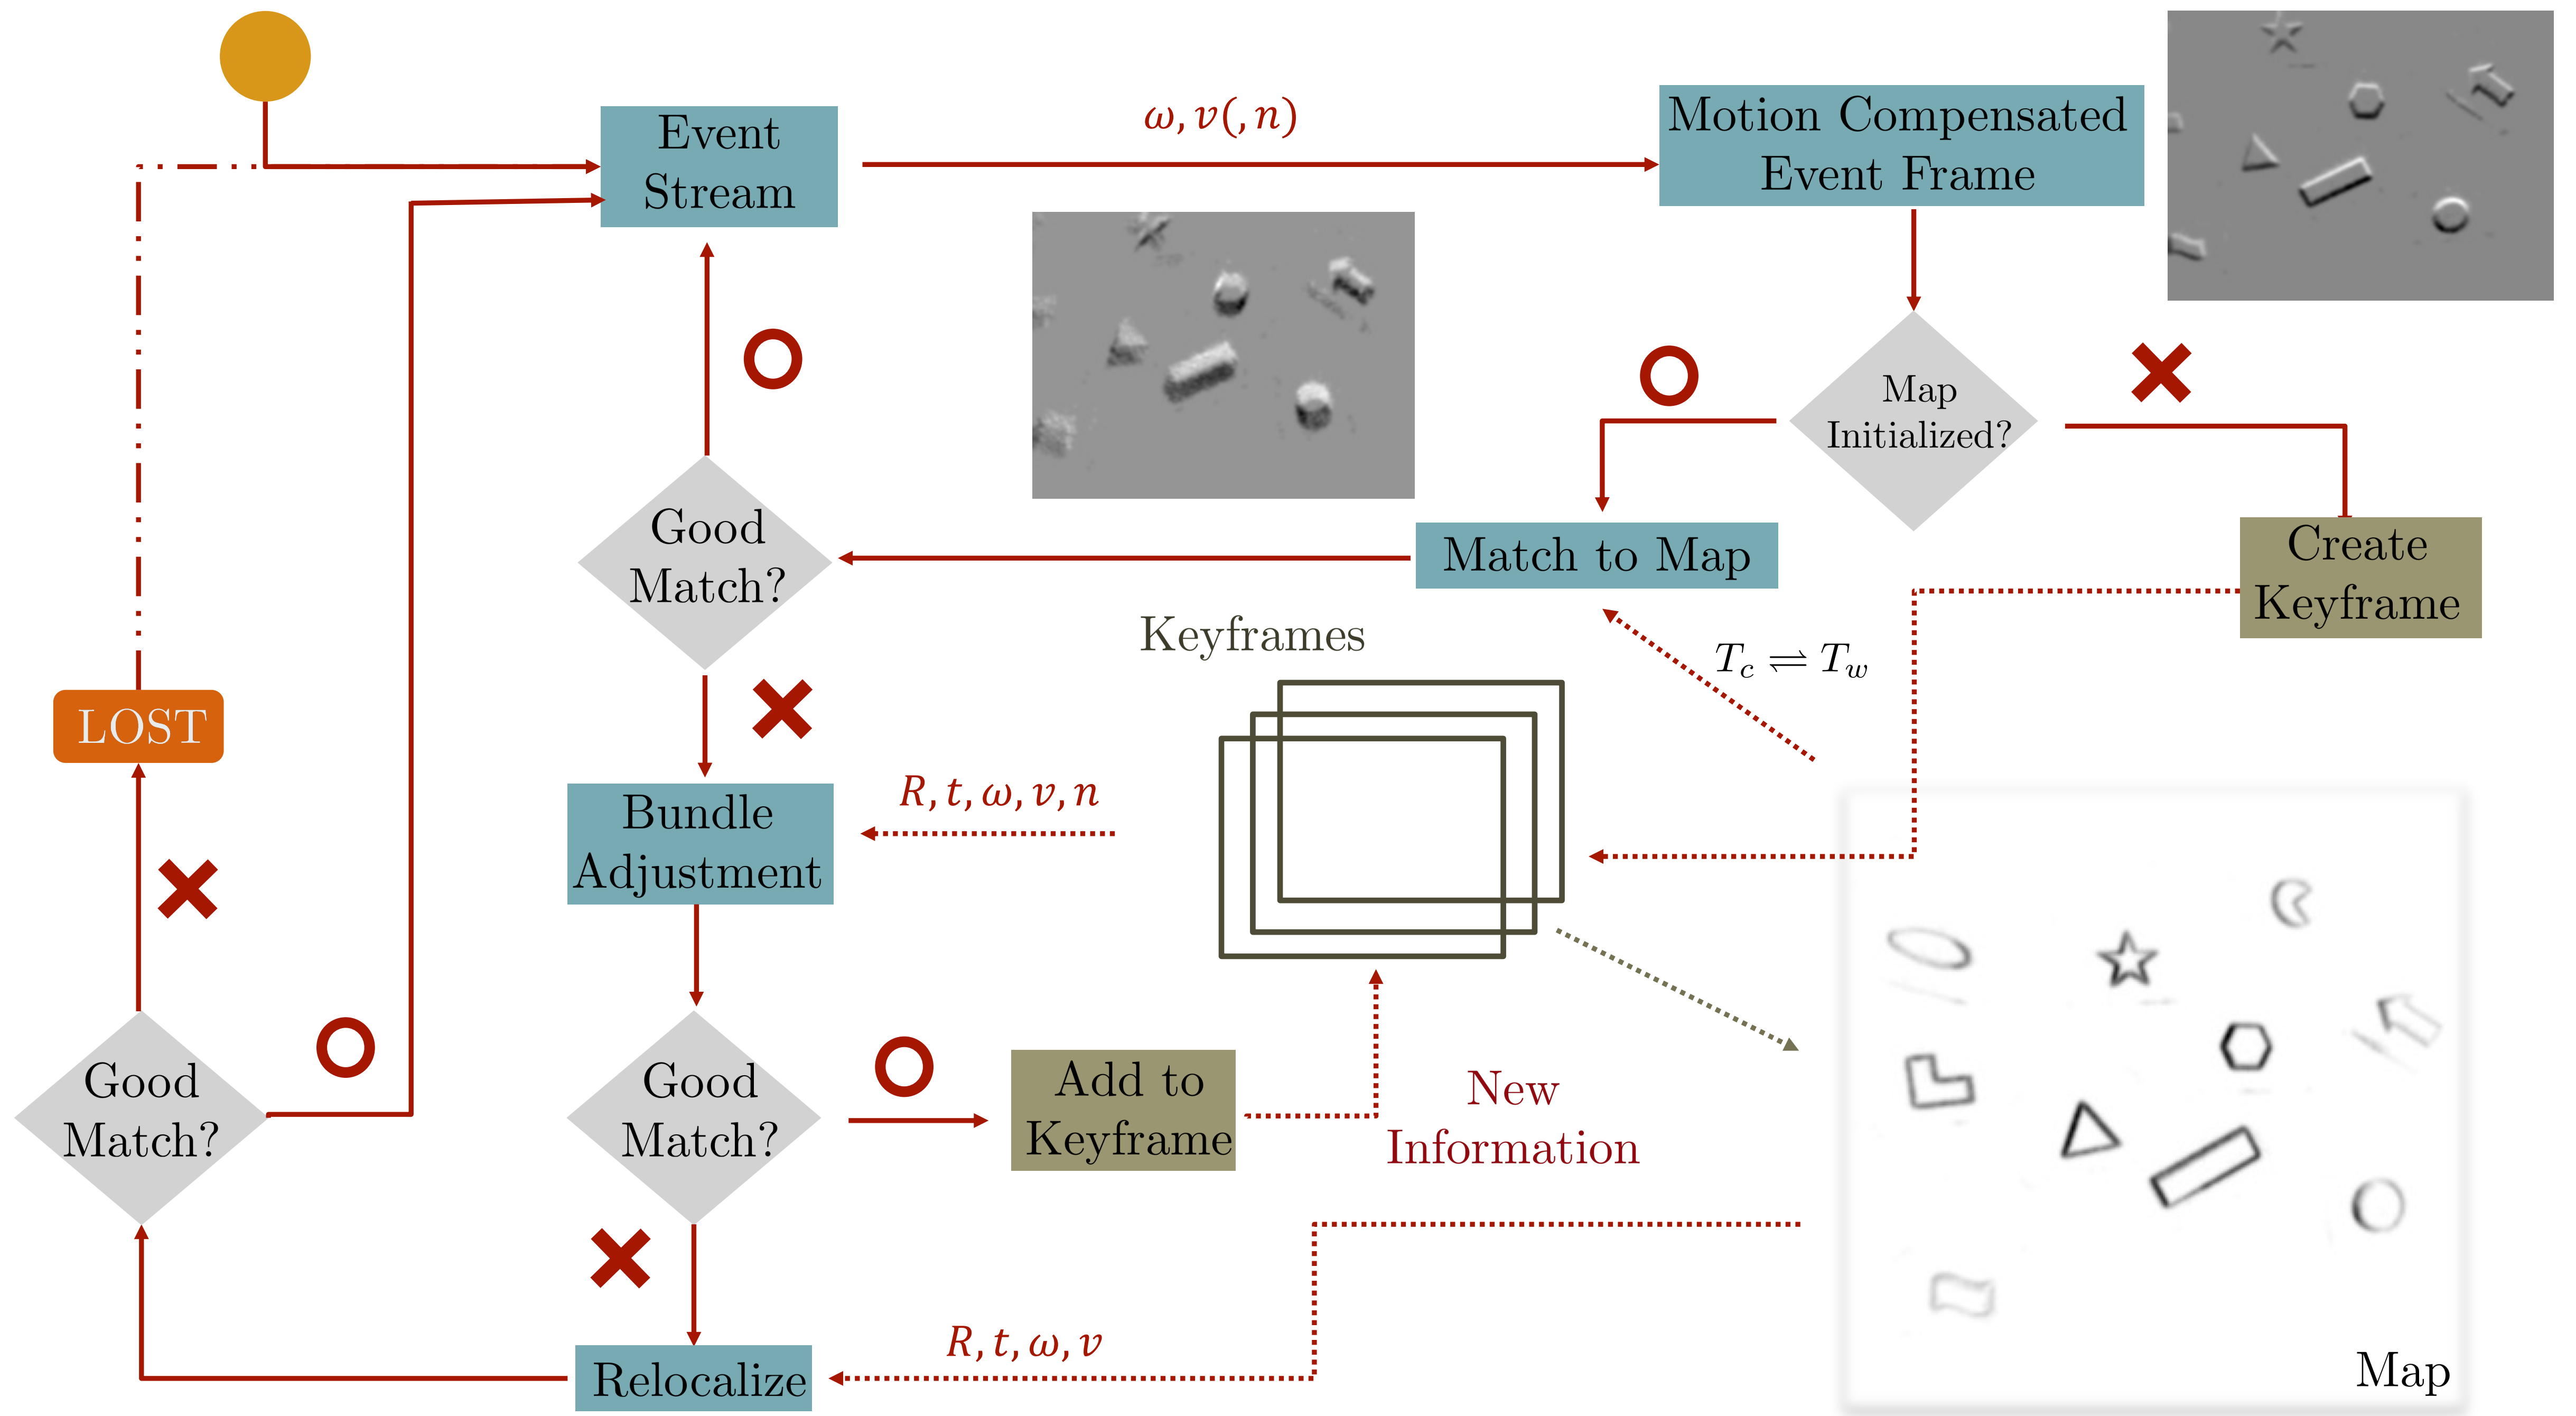 Event
Stream
ω, v(, n)
Motion Compensated
Event Frame
Map
Initialized?
Good
Match?
Match to Map
Create
Keyframe
Keyframes
T_c ⇌ T_w
LOST
Bundle
Adjustment
R, t, ω, v, n
Good
Match?
Good
Match?
Add to
Keyframe
New
Information
Relocalize
R, t, ω, v
Map